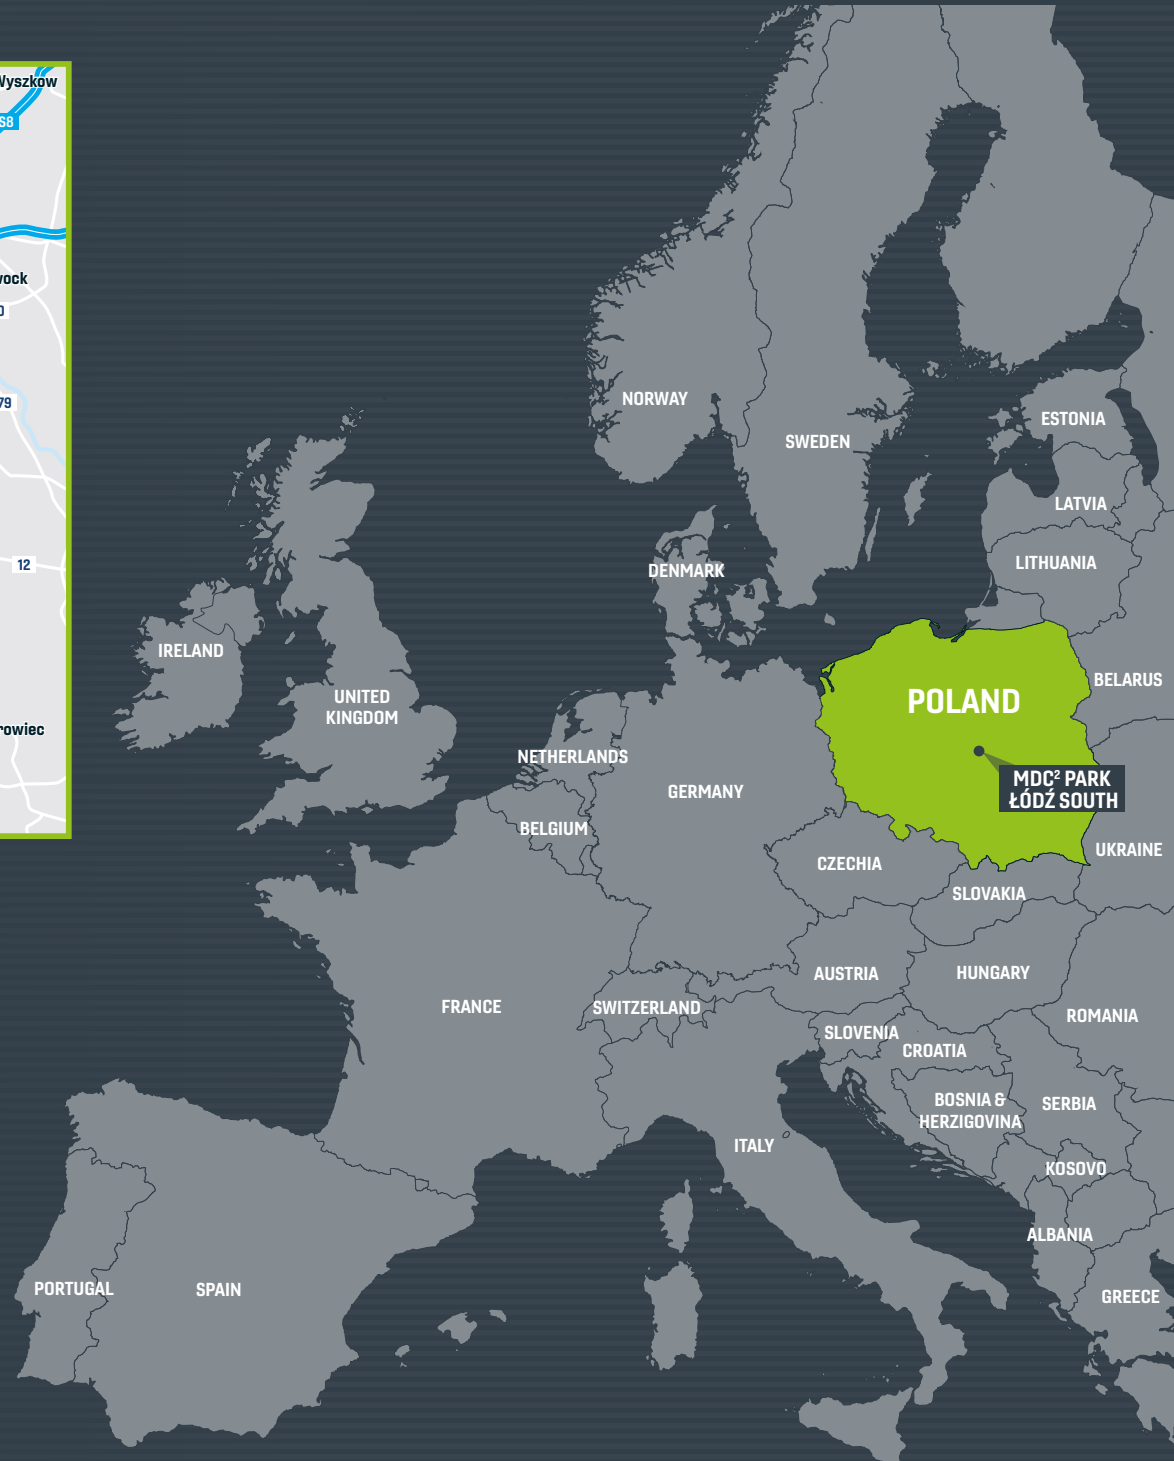 Wyszków
S8
79
12
NORWAY
SWEDEN
ESTONIA
LATVIA
LITHUANIA
DENMARK
IRELAND
UNITED
KINGDOM
BELARUS
POLAND
NETHERLANDS
GERMANY
MDC² PARK
ŁÓDŹ SOUTH
BELGIUM
UKRAINE
CZECHIA
SLOVAKIA
AUSTRIA
HUNGARY
FRANCE
SWITZERLAND
ROMANIA
SLOVENIA
CROATIA
BOSNIA &
HERZIGOVINA
SERBIA
ITALY
KOSOVO
ALBANIA
PORTUGAL
SPAIN
GREECE